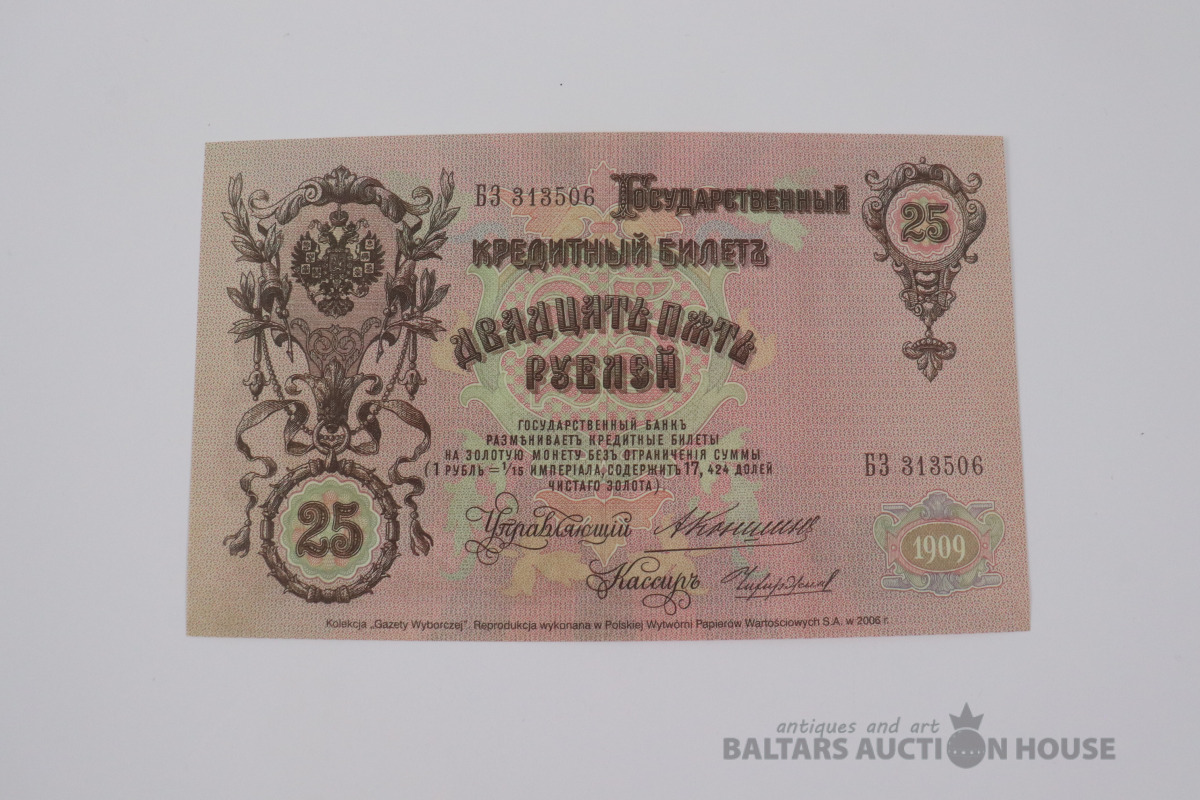 БЗ 313506 Государственный
25
кредитный билетъ
двадцать пять
рублей
ГОСУДАРСТВЕННЫЙ БАНКЪ
РАЗМѢНИВАЕТЪ КРЕДИТНЫЕ БИЛЕТЫ
НА ЗОЛОТУЮ МОНЕТУ БЕЗЪ ОГРАНИЧЕНІЯ СУММЫ
(1 РУБЛЬ = 1/15 ИМПЕРІАЛА, СОДЕРЖИТЪ 17, 424 ДОЛЕЙ
ЧИСТАГО ЗОЛОТА)
БЗ 313506
25
Управляющий
1909
Кассиръ
Kolekcja „Gazety Wyborczej”. Reprodukcja wykonana w Polskiej Wytwórni Papierów Wartościowych S.A. w 2006 r.
antiques and art
BALTARS AUCTION HOUSE